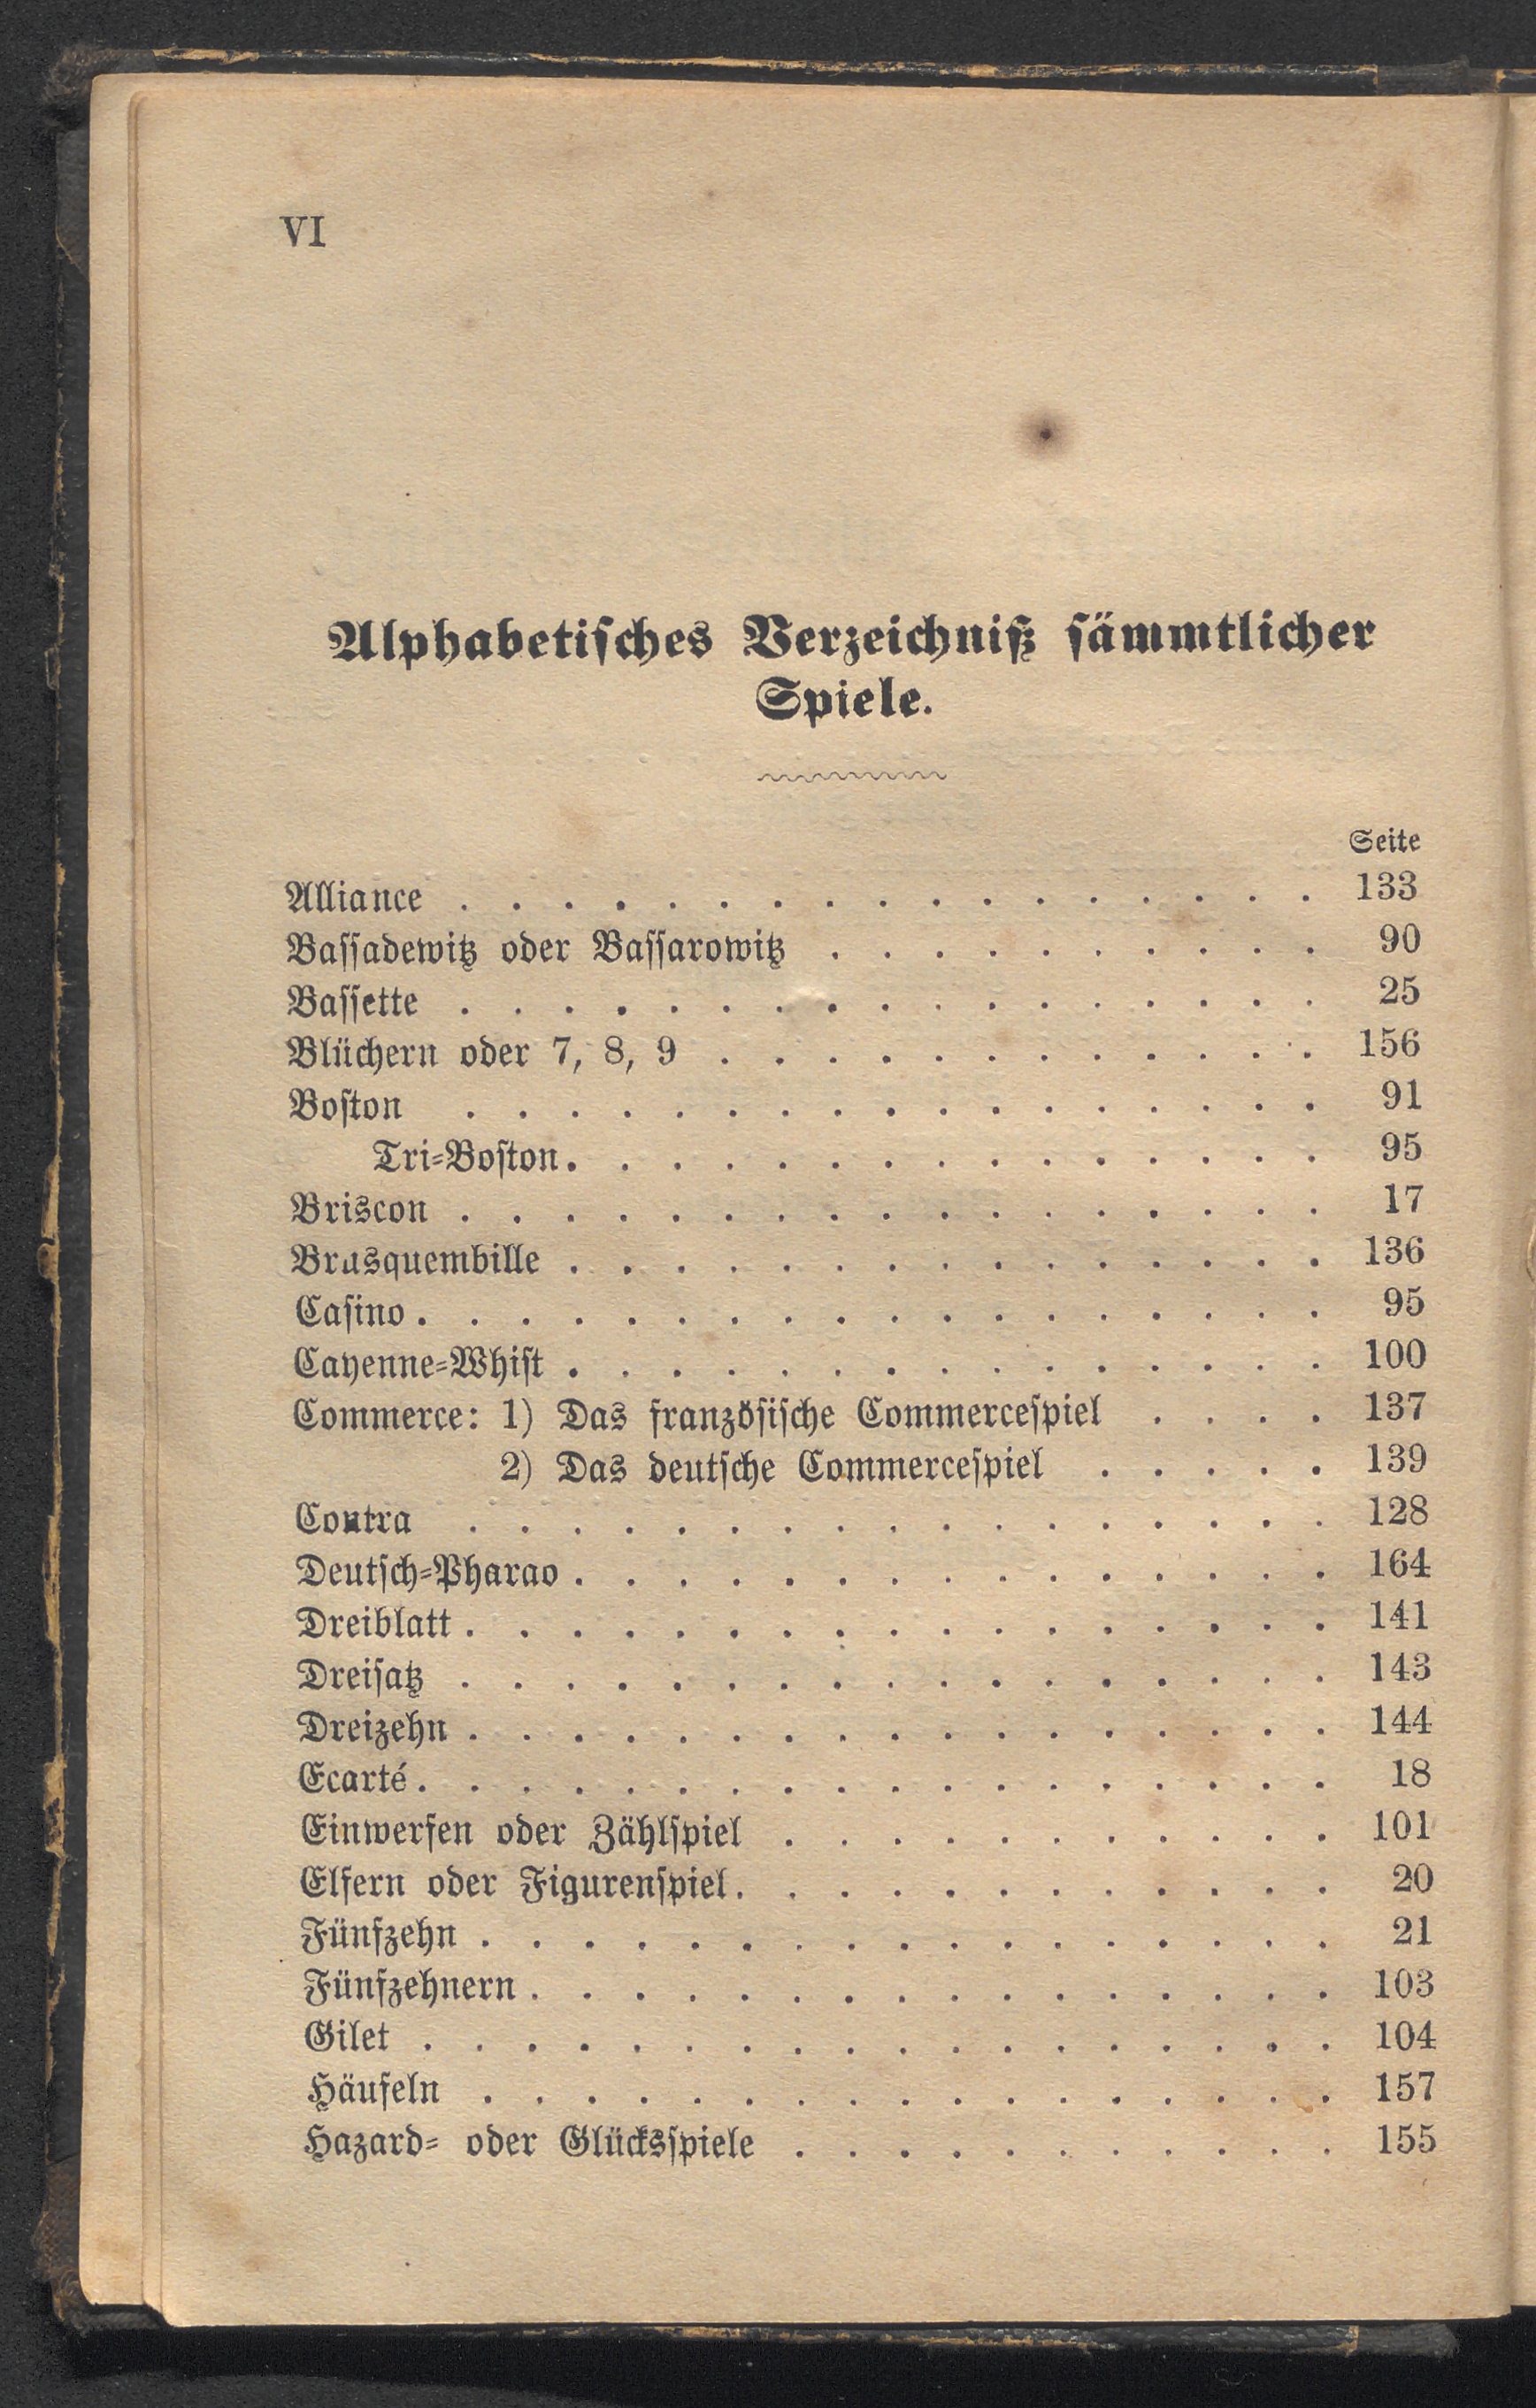 VI
Alphabetisches Verzeichniß sämmtlicher
Spiele.
Seite
Alliance . . . . . . . . . . . . . . . . . 133
Bassadewitz oder Bassarowitz . . . . . . . . . . 90
Bassette . . . . . . . . . . . . . . . . . 25
Blüchern oder 7, 8, 9 . . . . . . . . . . . . 156
Boston . . . . . . . . . . . . . . . . . 91
Tri-Boston . . . . . . . . . . . . . . . 95
Briscon . . . . . . . . . . . . . . . . . 17
Brusquembille . . . . . . . . . . . . . . . 136
Casino . . . . . . . . . . . . . . . . . . 95
Cayenne-Whist . . . . . . . . . . . . . . . 100
Commerce: 1) Das französische Commercespiel . . . . 137
2) Das deutsche Commercespiel . . . . . 139
Contra . . . . . . . . . . . . . . . . . 128
Deutsch-Pharao . . . . . . . . . . . . . . . 164
Dreiblatt . . . . . . . . . . . . . . . . . 141
Dreisatz . . . . . . . . . . . . . . . . . 143
Dreizehn . . . . . . . . . . . . . . . . . 144
Ecarté . . . . . . . . . . . . . . . . . . 18
Einwerfen oder Zählspiel . . . . . . . . . . . 101
Elfern oder Figurenspiel . . . . . . . . . . . . 20
Fünfzehn . . . . . . . . . . . . . . . . . 21
Fünfzehnern . . . . . . . . . . . . . . . . 103
Gilet . . . . . . . . . . . . . . . . . . 104
Häufeln . . . . . . . . . . . . . . . . . 157
Hazard- oder Glücksspiele . . . . . . . . . . . 155